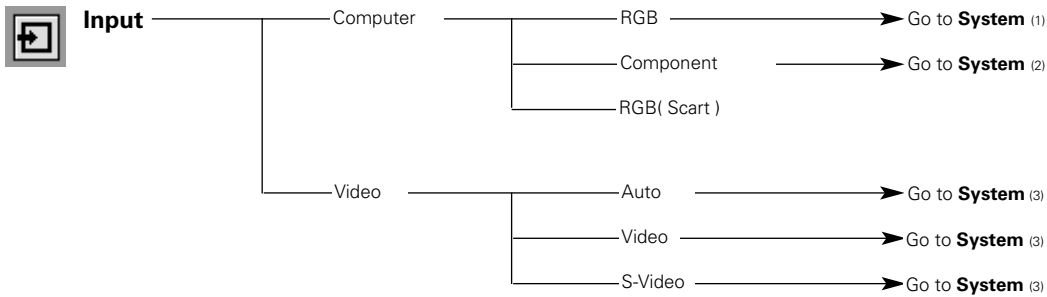 Input Computer RGB Go to System (1)
Component Go to System (2)
RGB( Scart )
Video Auto Go to System (3)
Video Go to System (3)
S-Video Go to System (3)